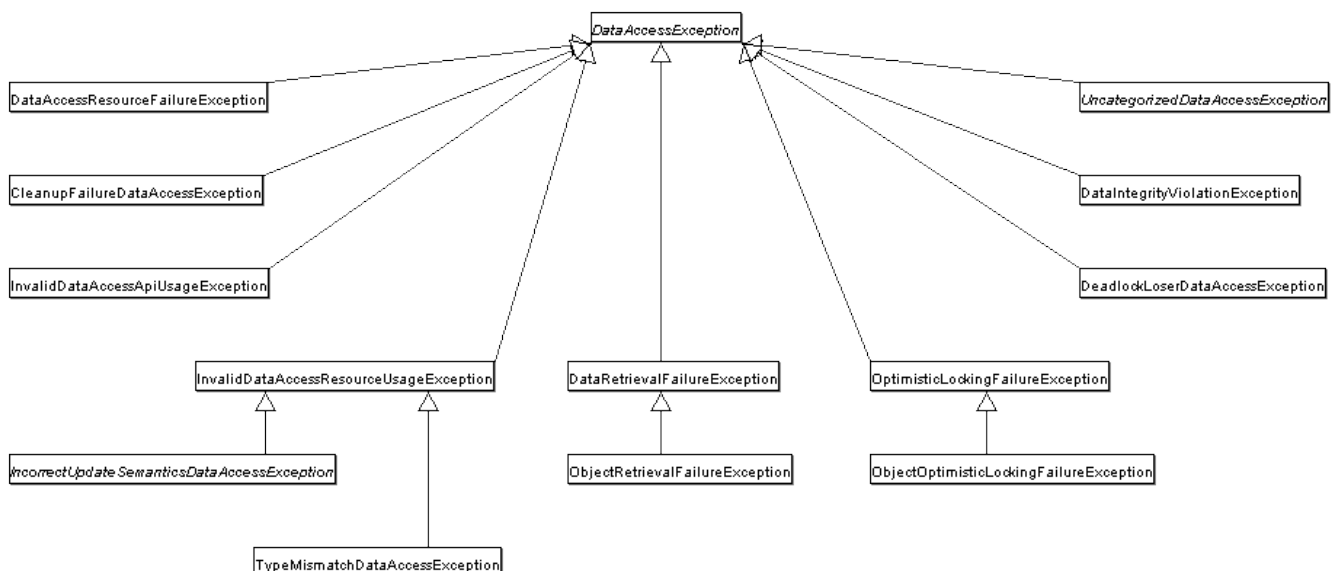 DataAccessException
DataAccessResourceFailureException
UncategorizedDataAccessException
CleanupFailureDataAccessException
DataIntegrityViolationException
InvalidDataAccessApiUsageException
DeadlockLoserDataAccessException
InvalidDataAccessResourceUsageException
DataRetrievalFailureException
OptimisticLockingFailureException
IncorrectUpdateSemanticsDataAccessException
ObjectRetrievalFailureException
ObjectOptimisticLockingFailureException
TypeMismatchDataAccessException